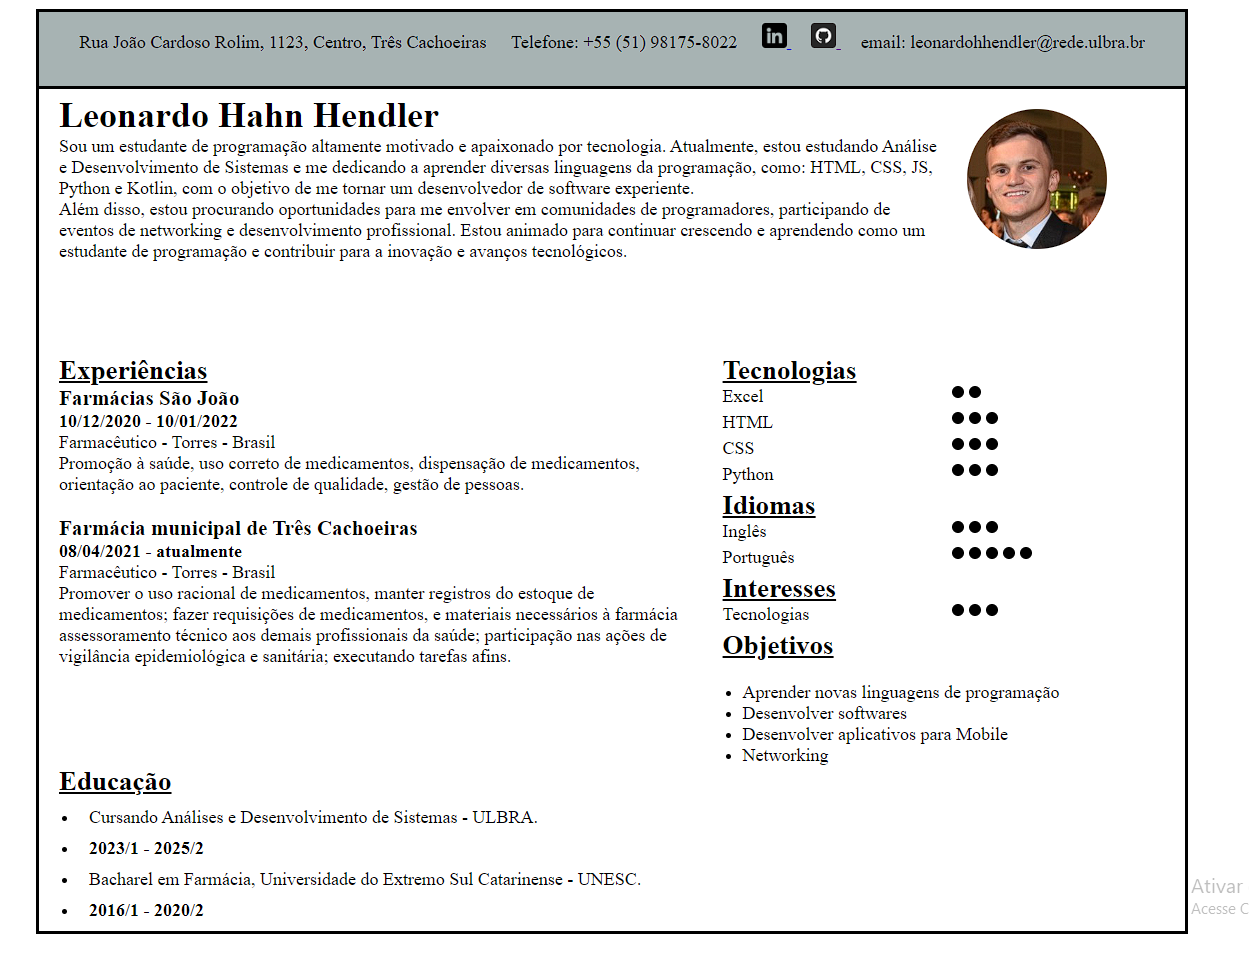 Rua João Cardoso Rolim, 1123, Centro, Três Cachoeiras Telefone: +55 (51) 98175-8022 in email: leonardohhendler@rede.ulbra.br
Leonardo Hahn Hendler
Sou um estudante de programação altamente motivado e apaixonado por tecnologia. Atualmente, estou estudando Análise
e Desenvolvimento de Sistemas e me dedicando a aprender diversas linguagens da programação, como: HTML, CSS, JS,
Python e Kotlin, com o objetivo de me tornar um desenvolvedor de software experiente.
Além disso, estou procurando oportunidades para me envolver em comunidades de programadores, participando de
eventos de networking e desenvolvimento profissional. Estou animado para continuar crescendo e aprendendo como um
estudante de programação e contribuir para a inovação e avanços tecnológicos.
Experiências
Farmácias São João
10/12/2020 - 10/01/2022
Farmacêutico - Torres - Brasil
Promoção à saúde, uso correto de medicamentos, dispensação de medicamentos,
orientação ao paciente, controle de qualidade, gestão de pessoas.
Farmácia municipal de Três Cachoeiras
08/04/2021 - atualmente
Farmacêutico - Torres - Brasil
Promover o uso racional de medicamentos, manter registros do estoque de
medicamentos; fazer requisições de medicamentos, e materiais necessários à farmácia
assessoramento técnico aos demais profissionais da saúde; participação nas ações de
vigilância epidemiológica e sanitária; executando tarefas afins.
Tecnologias
Excel
HTML
CSS
Python
Idiomas
Inglês
Português
Interesses
Tecnologias
Objetivos
• Aprender novas linguagens de programação
• Desenvolver softwares
• Desenvolver aplicativos para Mobile
• Networking
Educação
• Cursando Análises e Desenvolvimento de Sistemas - ULBRA.
• 2023/1 - 2025/2
• Bacharel em Farmácia, Universidade do Extremo Sul Catarinense - UNESC.
• 2016/1 - 2020/2
Ativar
Acesse C